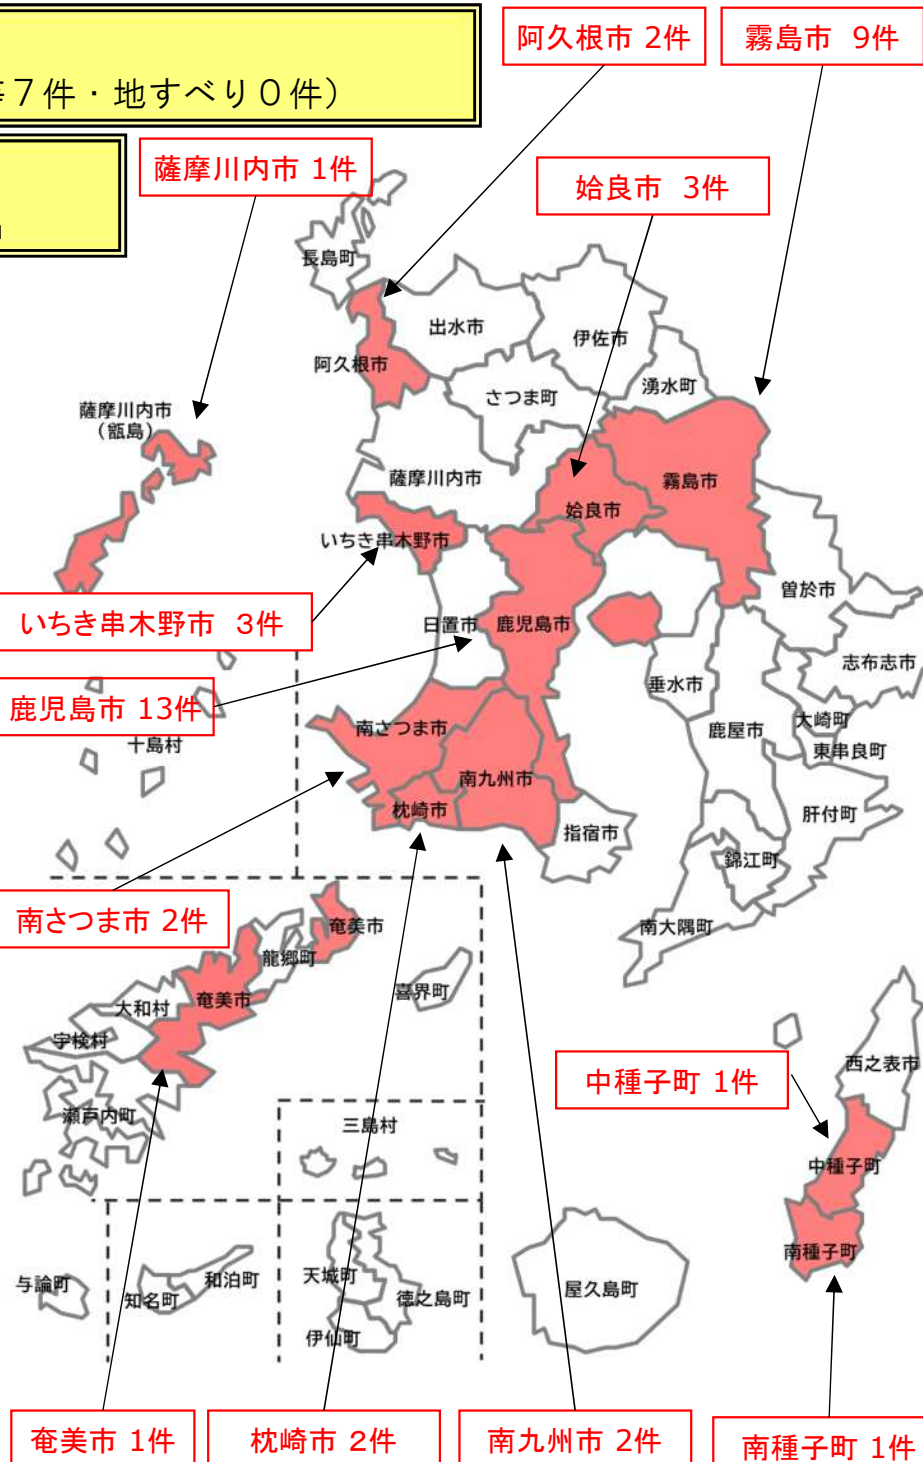 阿久根市 2件
霧島市 9件
等７件・地すべり０件）
薩摩川内市 1件
姶良市 3件
長島町
出水市
伊佐市
阿久根市
湧水町
さつま町
薩摩川内市
（甑島）
薩摩川内市
霧島市
姶良市
いちき串木野市
曽於市
いちき串木野市 3件
日置市
鹿児島市
志布志市
垂水市
鹿児島市 13件
大崎町
南さつま市
鹿屋市
十島村
東串良町
南九州市
枕崎市
肝付町
指宿市
錦江町
南さつま市 2件
奄美市
南大隅町
龍郷町
喜界町
奄美市
大和村
宇検村
西之表市
中種子町 1件
瀬戸内町
三島村
中種子町
南種子町
天城町
和泊町
与論町
屋久島町
知名町
徳之島町
伊仙町
奄美市 1件
枕崎市 2件
南九州市 2件
南種子町 1件